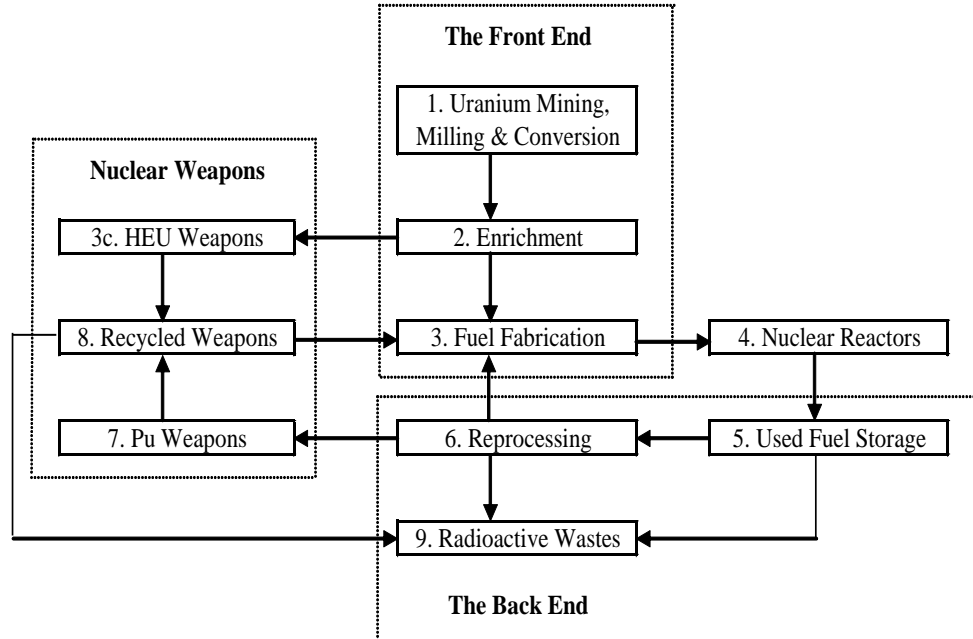 The Front End
1. Uranium Mining,
Milling & Conversion
Nuclear Weapons
3c. HEU Weapons
2. Enrichment
8. Recycled Weapons
3. Fuel Fabrication
4. Nuclear Reactors
7. Pu Weapons
6. Reprocessing
5. Used Fuel Storage
9. Radioactive Wastes
The Back End